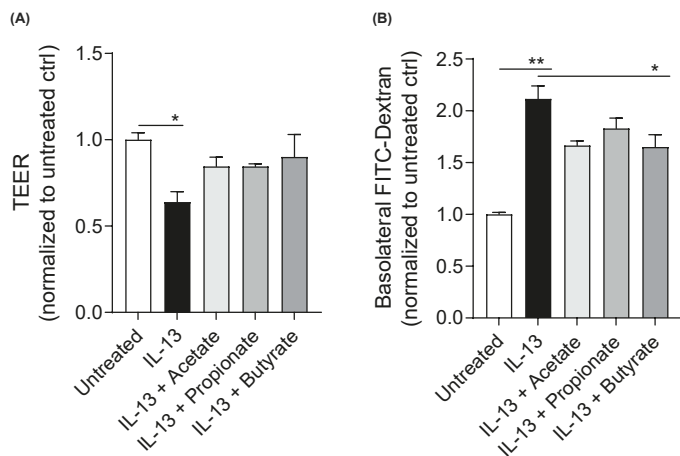 (A)
TEER
(normalized to untreated ctrl)
1.5
1.0
0.5
0.0
*
Untreated
IL-13
IL-13 + Acetate
IL-13 + Propionate
IL-13 + Butyrate
(B)
Basolateral FITC-Dextran
(normalized to untreated ctrl)
2.5
2.0
1.5
1.0
0.5
0.0
**
*
Untreated
IL-13
IL-13 + Acetate
IL-13 + Propionate
IL-13 + Butyrate